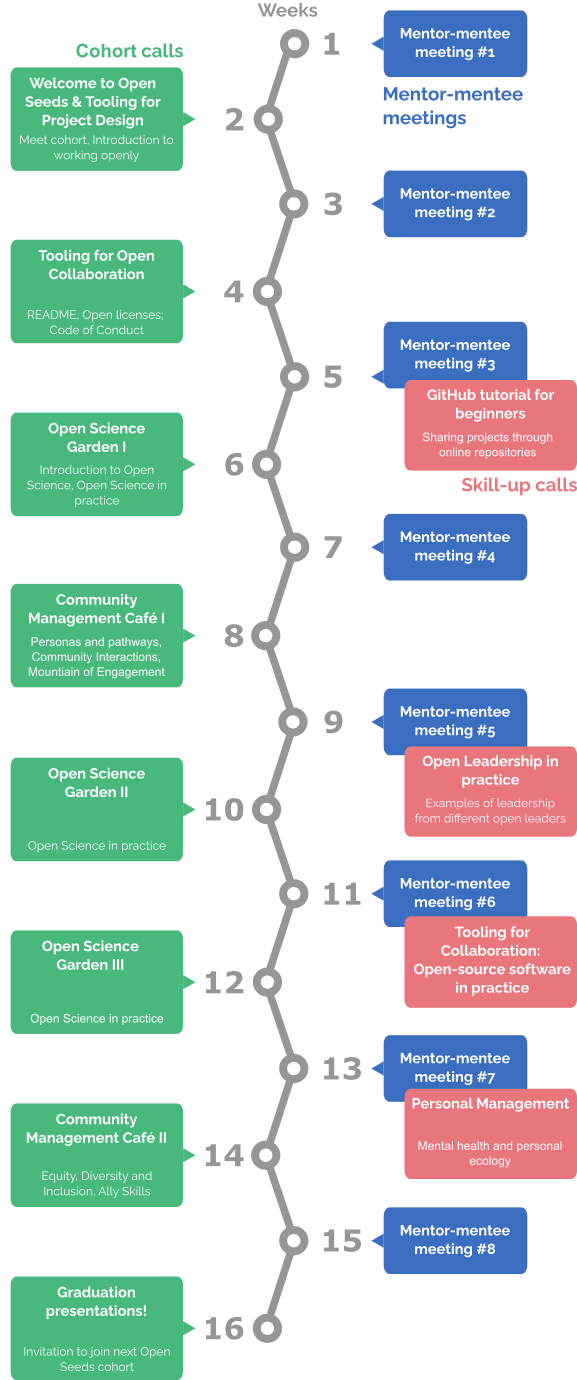 Weeks
1
Mentor-mentee
meeting #1
Cohort calls
Mentor-mentee
meetings
Welcome to Open
Seeds & Tooling for
Project Design
Meet cohort, Introduction to
working openly
2
3
Mentor-mentee
meeting #2
Tooling for Open
Collaboration
README, Open licenses;
Code of Conduct
4
5
Mentor-mentee
meeting #3
GitHub tutorial for
beginners
Sharing projects through
online repositories
Skill-up calls
Open Science
Garden I
Introduction to Open
Science, Open Science in
practice
6
7
Mentor-mentee
meeting #4
Community
Management Café I
Personas and pathways,
Community Interactions,
Mountiain of Engagement
8
9
Mentor-mentee
meeting #5
Open Leadership in
practice
Examples of leadership
from different open leaders
Open Science
Garden II
Open Science in practice
10
11
Mentor-mentee
meeting #6
Tooling for
Collaboration:
Open-source software
in practice
Open Science
Garden III
Open Science in practice
12
13
Mentor-mentee
meeting #7
Personal Management
Mental health and personal
ecology
Community
Management Café II
Equity, Diversity and
Inclusion, Ally Skills
14
15
Mentor-mentee
meeting #8
Graduation
presentations!
Invitation to join next Open
Seeds cohort
16